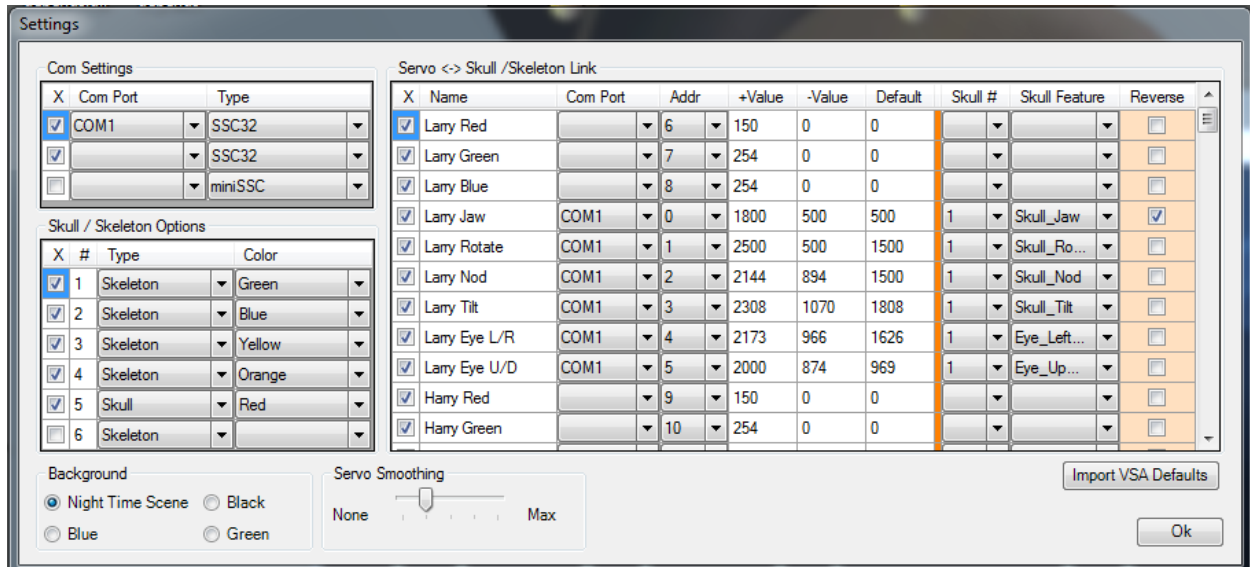 Settings
Com Settings
X Com Port Type
COM1 SSC32
SSC32
miniSSC
Skull / Skeleton Options
X # Type Color
1 Skeleton Green
2 Skeleton Blue
3 Skeleton Yellow
4 Skeleton Orange
5 Skull Red
6 Skeleton
Servo <-> Skull /Skeleton Link
X Name Com Port Addr +Value -Value Default Skull # Skull Feature Reverse
Larry Red 6 150 0 0
Larry Green 7 254 0 0
Larry Blue 8 254 0 0
Larry Jaw COM1 0 1800 500 500 1 Skull_Jaw
Larry Rotate COM1 1 2500 500 1500 1 Skull_Ro...
Larry Nod COM1 2 2144 894 1500 1 Skull_Nod
Larry Tilt COM1 3 2308 1070 1808 1 Skull_Tilt
Larry Eye L/R COM1 4 2173 966 1626 1 Eye_Left...
Larry Eye U/D COM1 5 2000 874 969 1 Eye_Up...
Harry Red 9 150 0 0
Harry Green 10 254 0 0
Background
Night Time Scene Black
Blue Green
Servo Smoothing
None Max
Import VSA Defaults
Ok